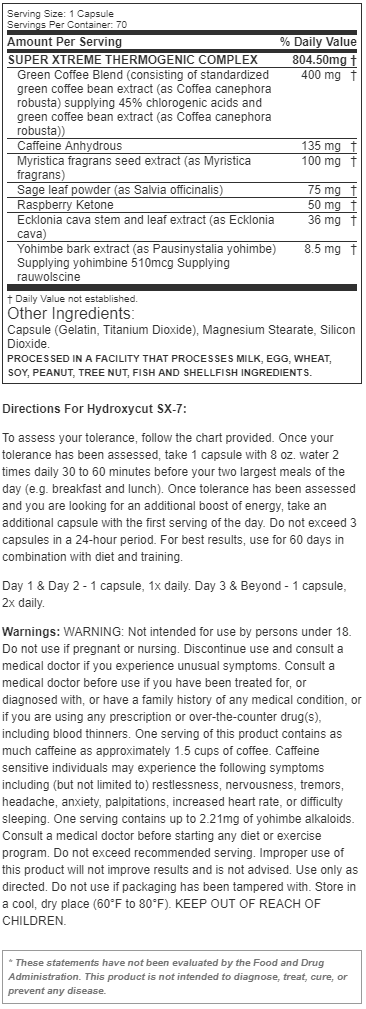 Serving Size: 1 Capsule
Servings Per Container: 70
Amount Per Serving % Daily Value
SUPER XTREME THERMOGENIC COMPLEX 804.50mg †
Green Coffee Blend (consisting of standardized 400 mg †
green coffee bean extract (as Coffea canephora
robusta) supplying 45% chlorogenic acids and
green coffee bean extract (as Coffea canephora
robusta))
Caffeine Anhydrous 135 mg †
Myristica fragrans seed extract (as Myristica 100 mg †
fragrans)
Sage leaf powder (as Salvia officinalis) 75 mg †
Raspberry Ketone 50 mg †
Ecklonia cava stem and leaf extract (as Ecklonia 36 mg †
cava)
Yohimbe bark extract (as Pausinystalia yohimbe) 8.5 mg †
Supplying yohimbine 510mcg Supplying
rauwolscine
† Daily Value not established.
Other Ingredients:
Capsule (Gelatin, Titanium Dioxide), Magnesium Stearate, Silicon
Dioxide.
PROCESSED IN A FACILITY THAT PROCESSES MILK, EGG, WHEAT,
SOY, PEANUT, TREE NUT, FISH AND SHELLFISH INGREDIENTS.
Directions For Hydroxycut SX-7:
To assess your tolerance, follow the chart provided. Once your
tolerance has been assessed, take 1 capsule with 8 oz. water 2
times daily 30 to 60 minutes before your two largest meals of the
day (e.g. breakfast and lunch). Once tolerance has been assessed
and you are looking for an additional boost of energy, take an
additional capsule with the first serving of the day. Do not exceed 3
capsules in a 24-hour period. For best results, use for 60 days in
combination with diet and training.
Day 1 & Day 2 - 1 capsule, 1x daily. Day 3 & Beyond - 1 capsule,
2x daily.
Warnings: WARNING: Not intended for use by persons under 18.
Do not use if pregnant or nursing. Discontinue use and consult a
medical doctor if you experience unusual symptoms. Consult a
medical doctor before use if you have been treated for, or
diagnosed with, or have a family history of any medical condition, or
if you are using any prescription or over-the-counter drug(s),
including blood thinners. One serving of this product contains as
much caffeine as approximately 1.5 cups of coffee. Caffeine
sensitive individuals may experience the following symptoms
including (but not limited to) restlessness, nervousness, tremors,
headache, anxiety, palpitations, increased heart rate, or difficulty
sleeping. One serving contains up to 2.21mg of yohimbe alkaloids.
Consult a medical doctor before starting any diet or exercise
program. Do not exceed recommended serving. Improper use of
this product will not improve results and is not advised. Use only as
directed. Do not use if packaging has been tampered with. Store in
a cool, dry place (60°F to 80°F). KEEP OUT OF REACH OF
CHILDREN.
* These statements have not been evaluated by the Food and Drug
Administration. This product is not intended to diagnose, treat, cure, or
prevent any disease.